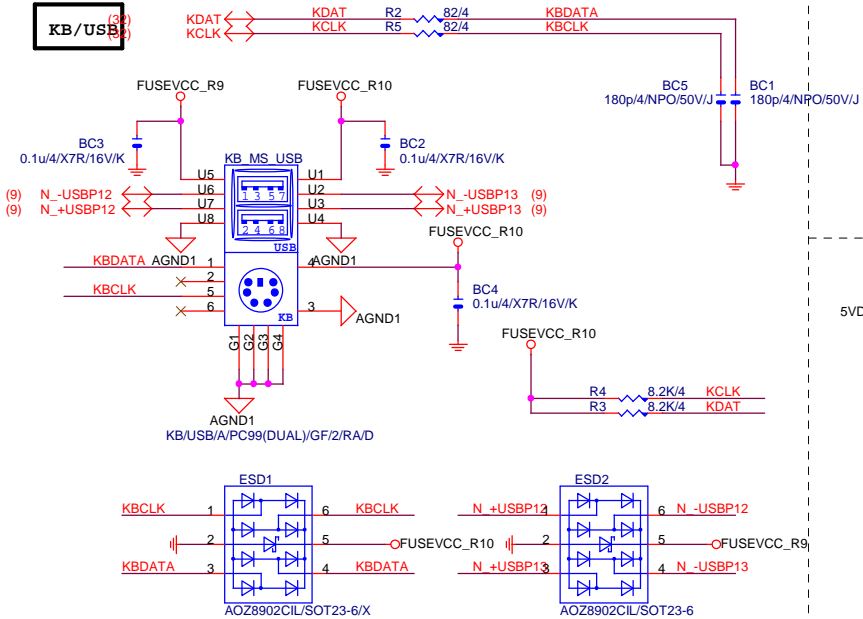 KB/USB
(32) KDAT KDAT R2 82/4 KBDATA
(32) KCLK KCLK R5 82/4 KBCLK
BC5 BC1
180p/4/NPO/50V/J 180p/4/NPO/50V/J
FUSEVCC_R9 FUSEVCC_R10
BC3 BC2
0.1u/4/X7R/16V/K 0.1u/4/X7R/16V/K
KB_MS_USB
U5 U1
(9) N_-USBP12 U6 1 3 5 7 U2 N_-USBP13 (9)
(9) N_+USBP12 U7 U3 N_+USBP13 (9)
U8 2 4 6 8 U4
FUSEVCC_R10
USB
KBDATA AGND1 1 4 AGND1
2
KBCLK 5
6 3 AGND1
KB
BC4
0.1u/4/X7R/16V/K
5VD
G1 G2 G3 G4
FUSEVCC_R10
R4 8.2K/4 KCLK
R3 8.2K/4 KDAT
AGND1
KB/USB/A/PC99(DUAL)/GF/2/RA/D
ESD1 ESD2
KBCLK 1 6 KBCLK N_+USBP12 1 6 N_-USBP12
2 5 FUSEVCC_R10 2 5 FUSEVCC_R9
KBDATA 3 4 KBDATA N_+USBP13 3 4 N_-USBP13
AOZ8902CIL/SOT23-6/X AOZ8902CIL/SOT23-6